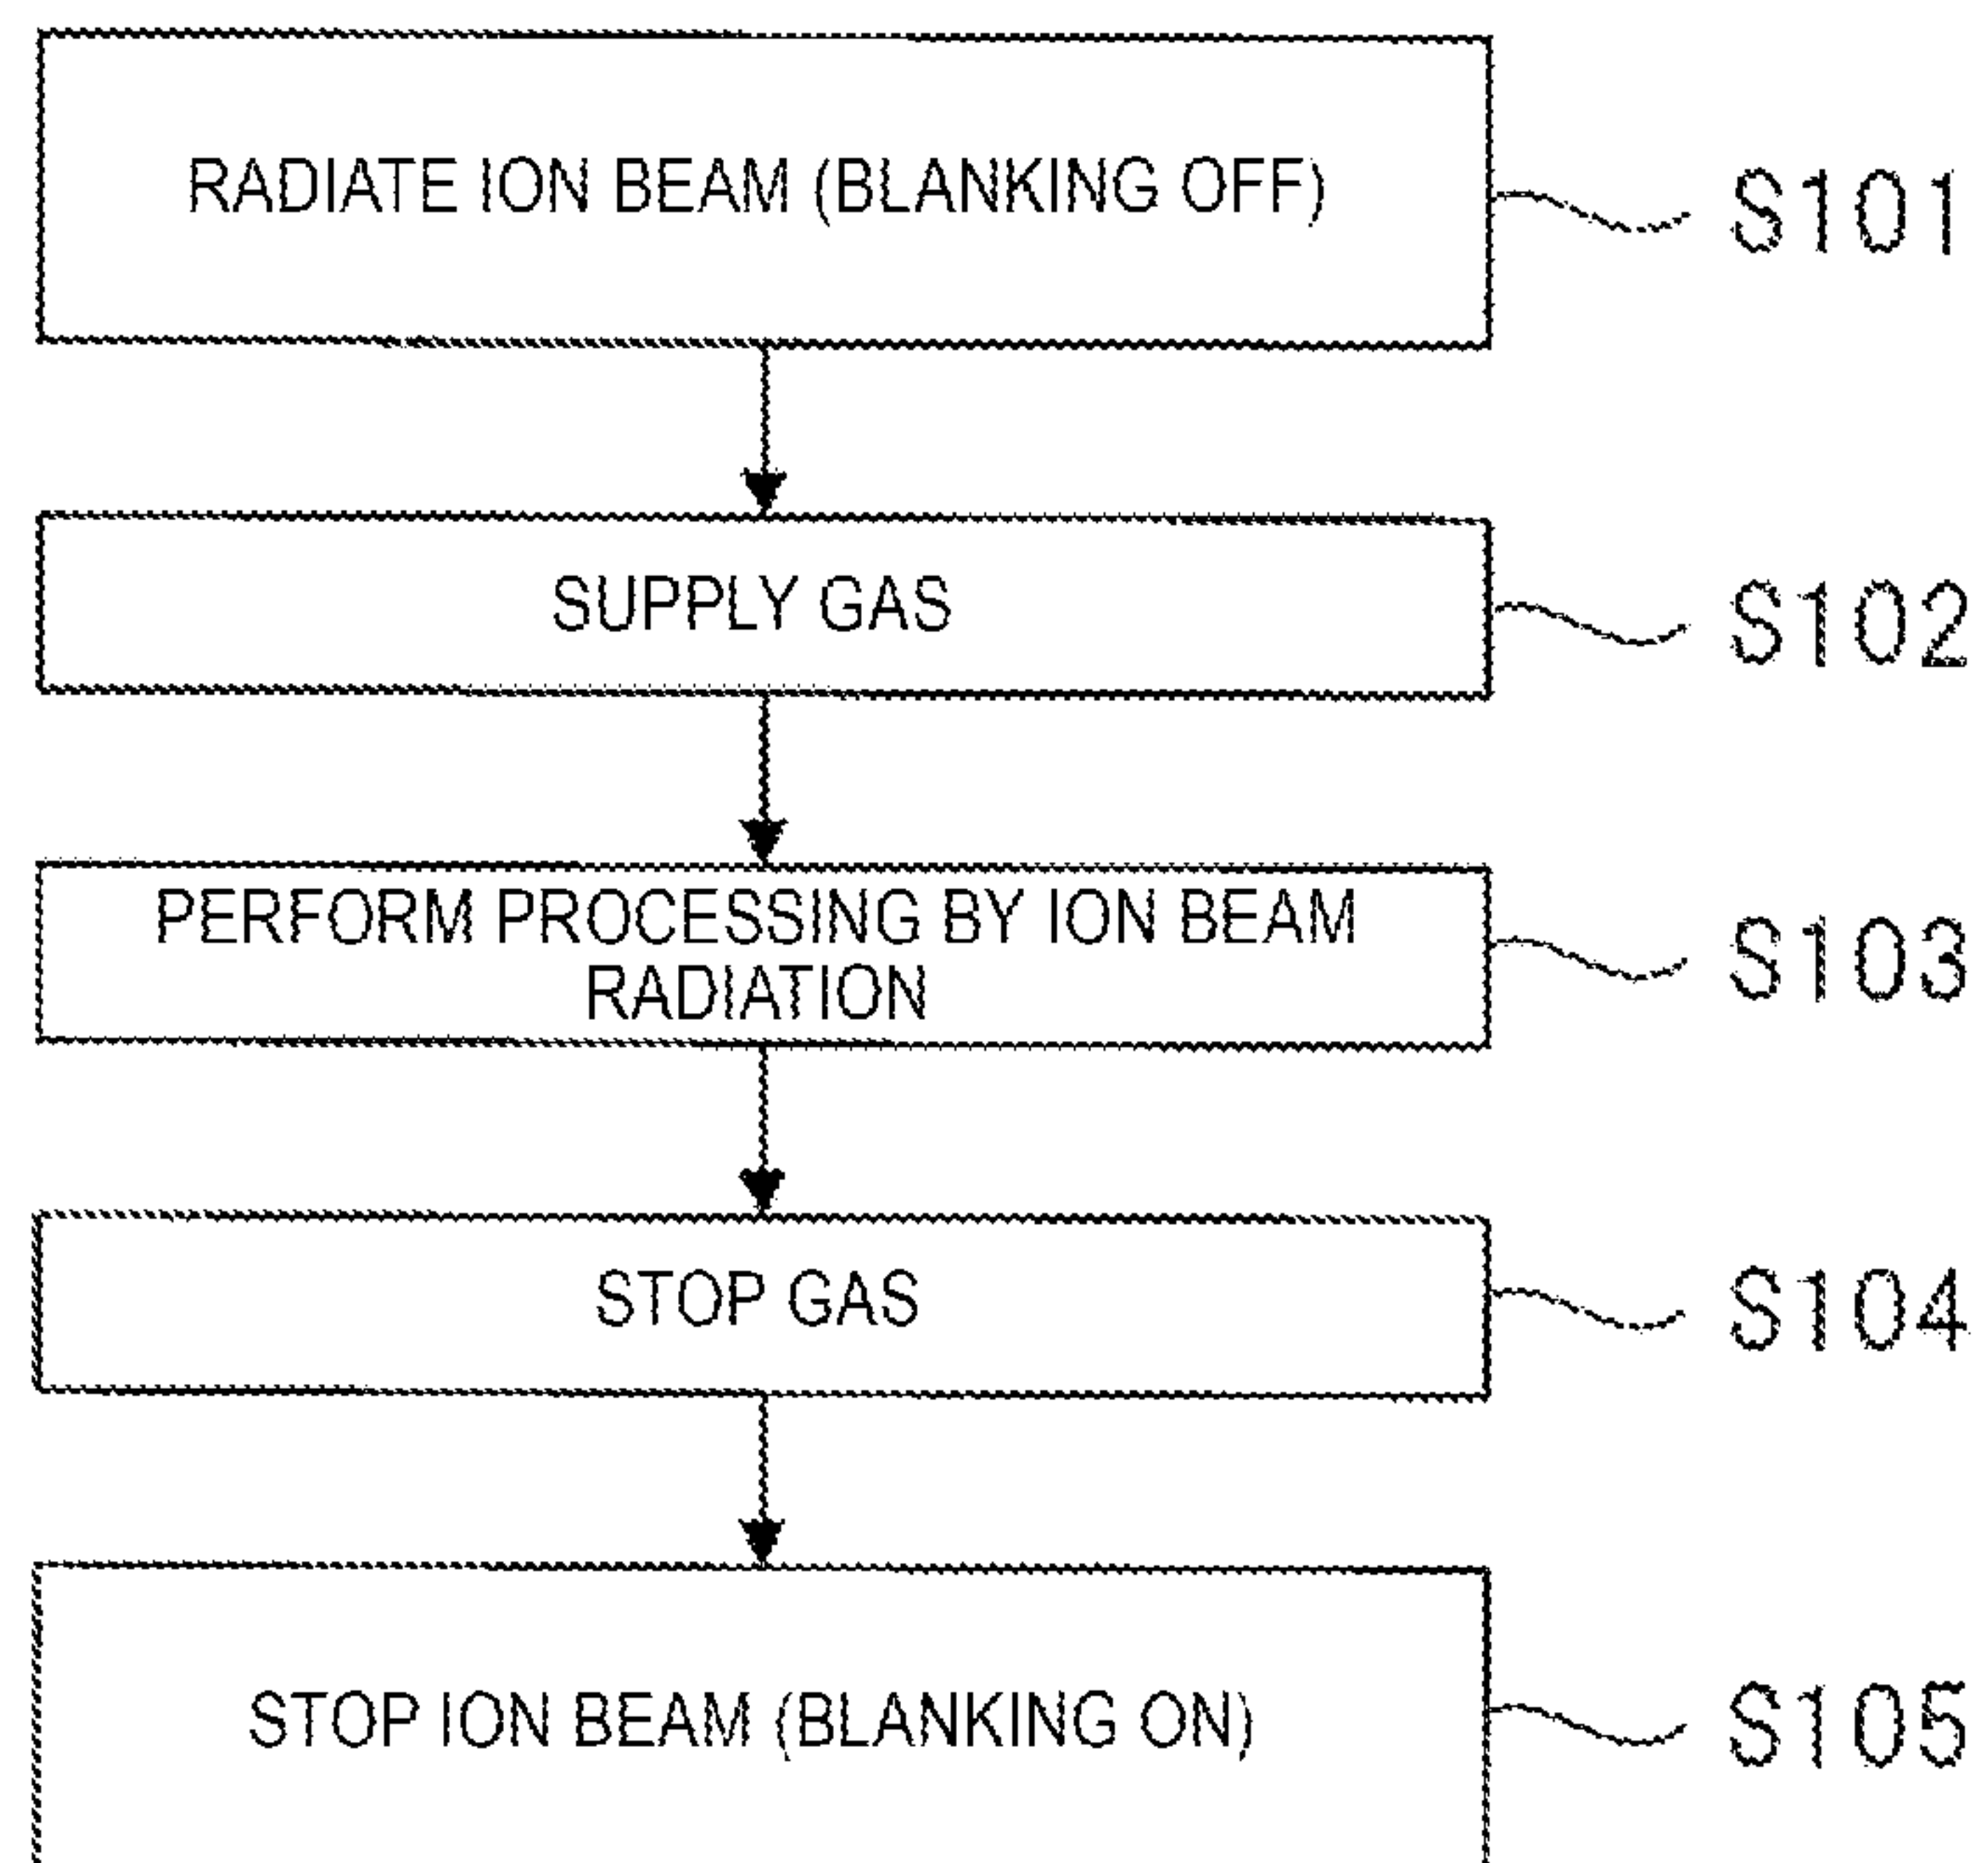 RADIATE ION BEAM (BLANKING OFF)
S101
SUPPLY GAS
S102
PERFORM PROCESSING BY ION BEAM
RADIATION
S103
STOP GAS
S104
STOP ION BEAM (BLANKING ON)
S105